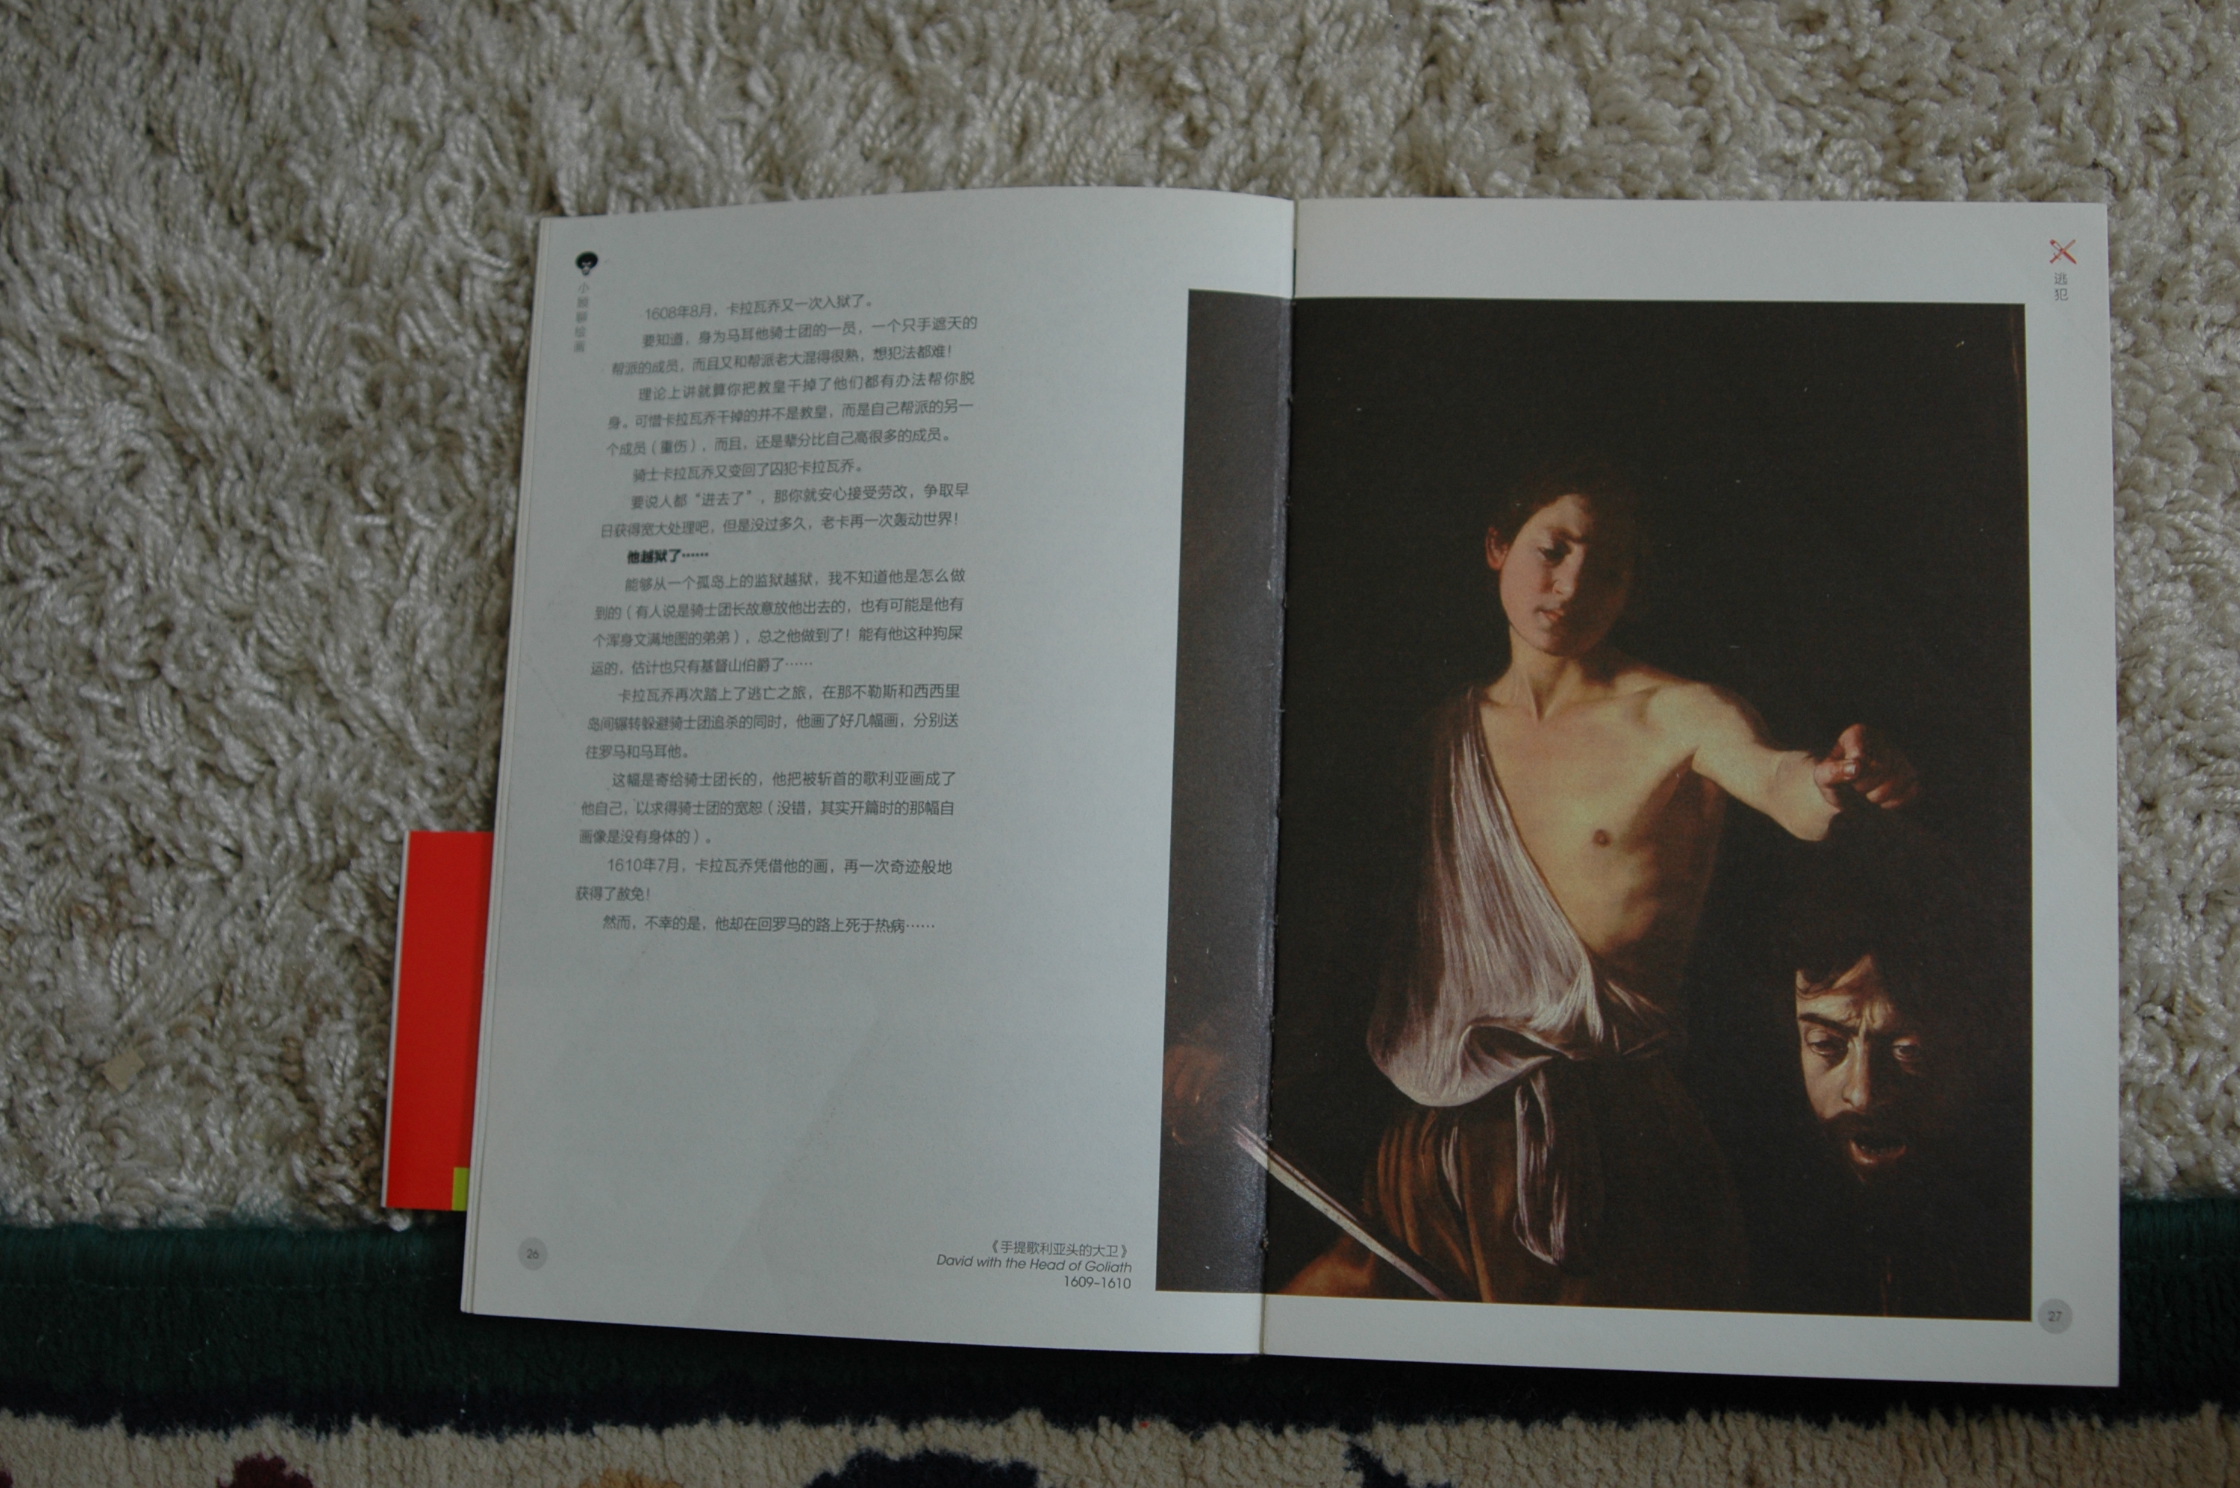 小顾聊绘画
1608年8月，卡拉瓦乔又一次入狱了。
要知道，身为马耳他骑士团的一员，一个只手遮天的
帮派的成员，而且又和帮派老大混得很熟，想犯法都难！
理论上讲就算你把教皇干掉了他们都有办法帮你脱
身。可惜卡拉瓦乔干掉的并不是教皇，而是自己帮派的另一
个成员（重伤），而且，还是辈分比自己高很多的成员。
骑士卡拉瓦乔又变回了囚犯卡拉瓦乔。
要说人都“进去了”，那你就安心接受劳改，争取早
日获得宽大处理吧，但是没过多久，老卡再一次轰动世界！
他越狱了……
能够从一个孤岛上的监狱越狱，我不知道他是怎么做
到的（有人说是骑士团长故意放他出去的，也有可能是他有
个浑身文满地图的弟弟），总之他做到了！能有他这种狗屎
运的，估计也只有基督山伯爵了……
卡拉瓦乔再次踏上了逃亡之旅，在那不勒斯和西西里
岛间辗转躲避骑士团追杀的同时，他画了好几幅画，分别送
往罗马和马耳他。
这幅是寄给骑士团长的，他把被斩首的歌利亚画成了
他自己，以求得骑士团的宽恕（没错，其实开篇时的那幅自
画像是没有身体的）。
1610年7月，卡拉瓦乔凭借他的画，再一次奇迹般地
获得了赦免！
然而，不幸的是，他却在回罗马的路上死于热病……
《手提歌利亚头的大卫》
David with the Head of Goliath
1609-1610
26
逃犯
27